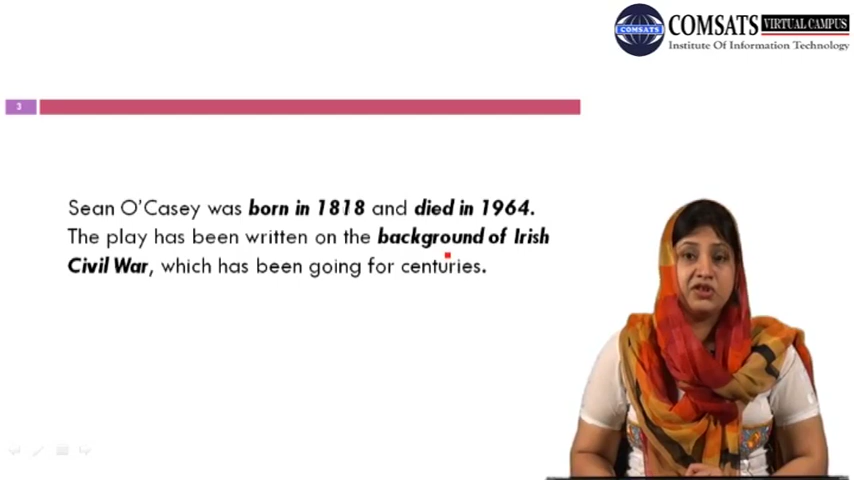 COMSATS VIRTUAL CAMPUS
COMSATS
Institute Of Information Technology
3
Sean O'Casey was born in 1818 and died in 1964.
The play has been written on the background of Irish
Civil War, which has been going for centuries.